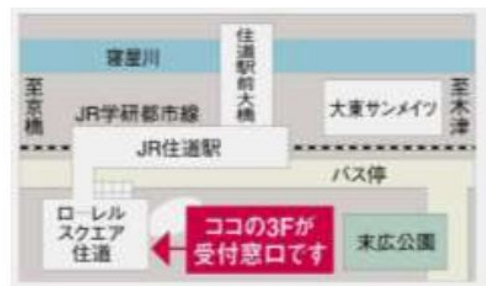 住道駅前大橋
寝屋川
至京橋
JR学研都市線
大東サンメイツ
至木津
JR住道駅
バス停
ローレル
スクエア
住道
ココの3Fが
受付窓口です
末広公園